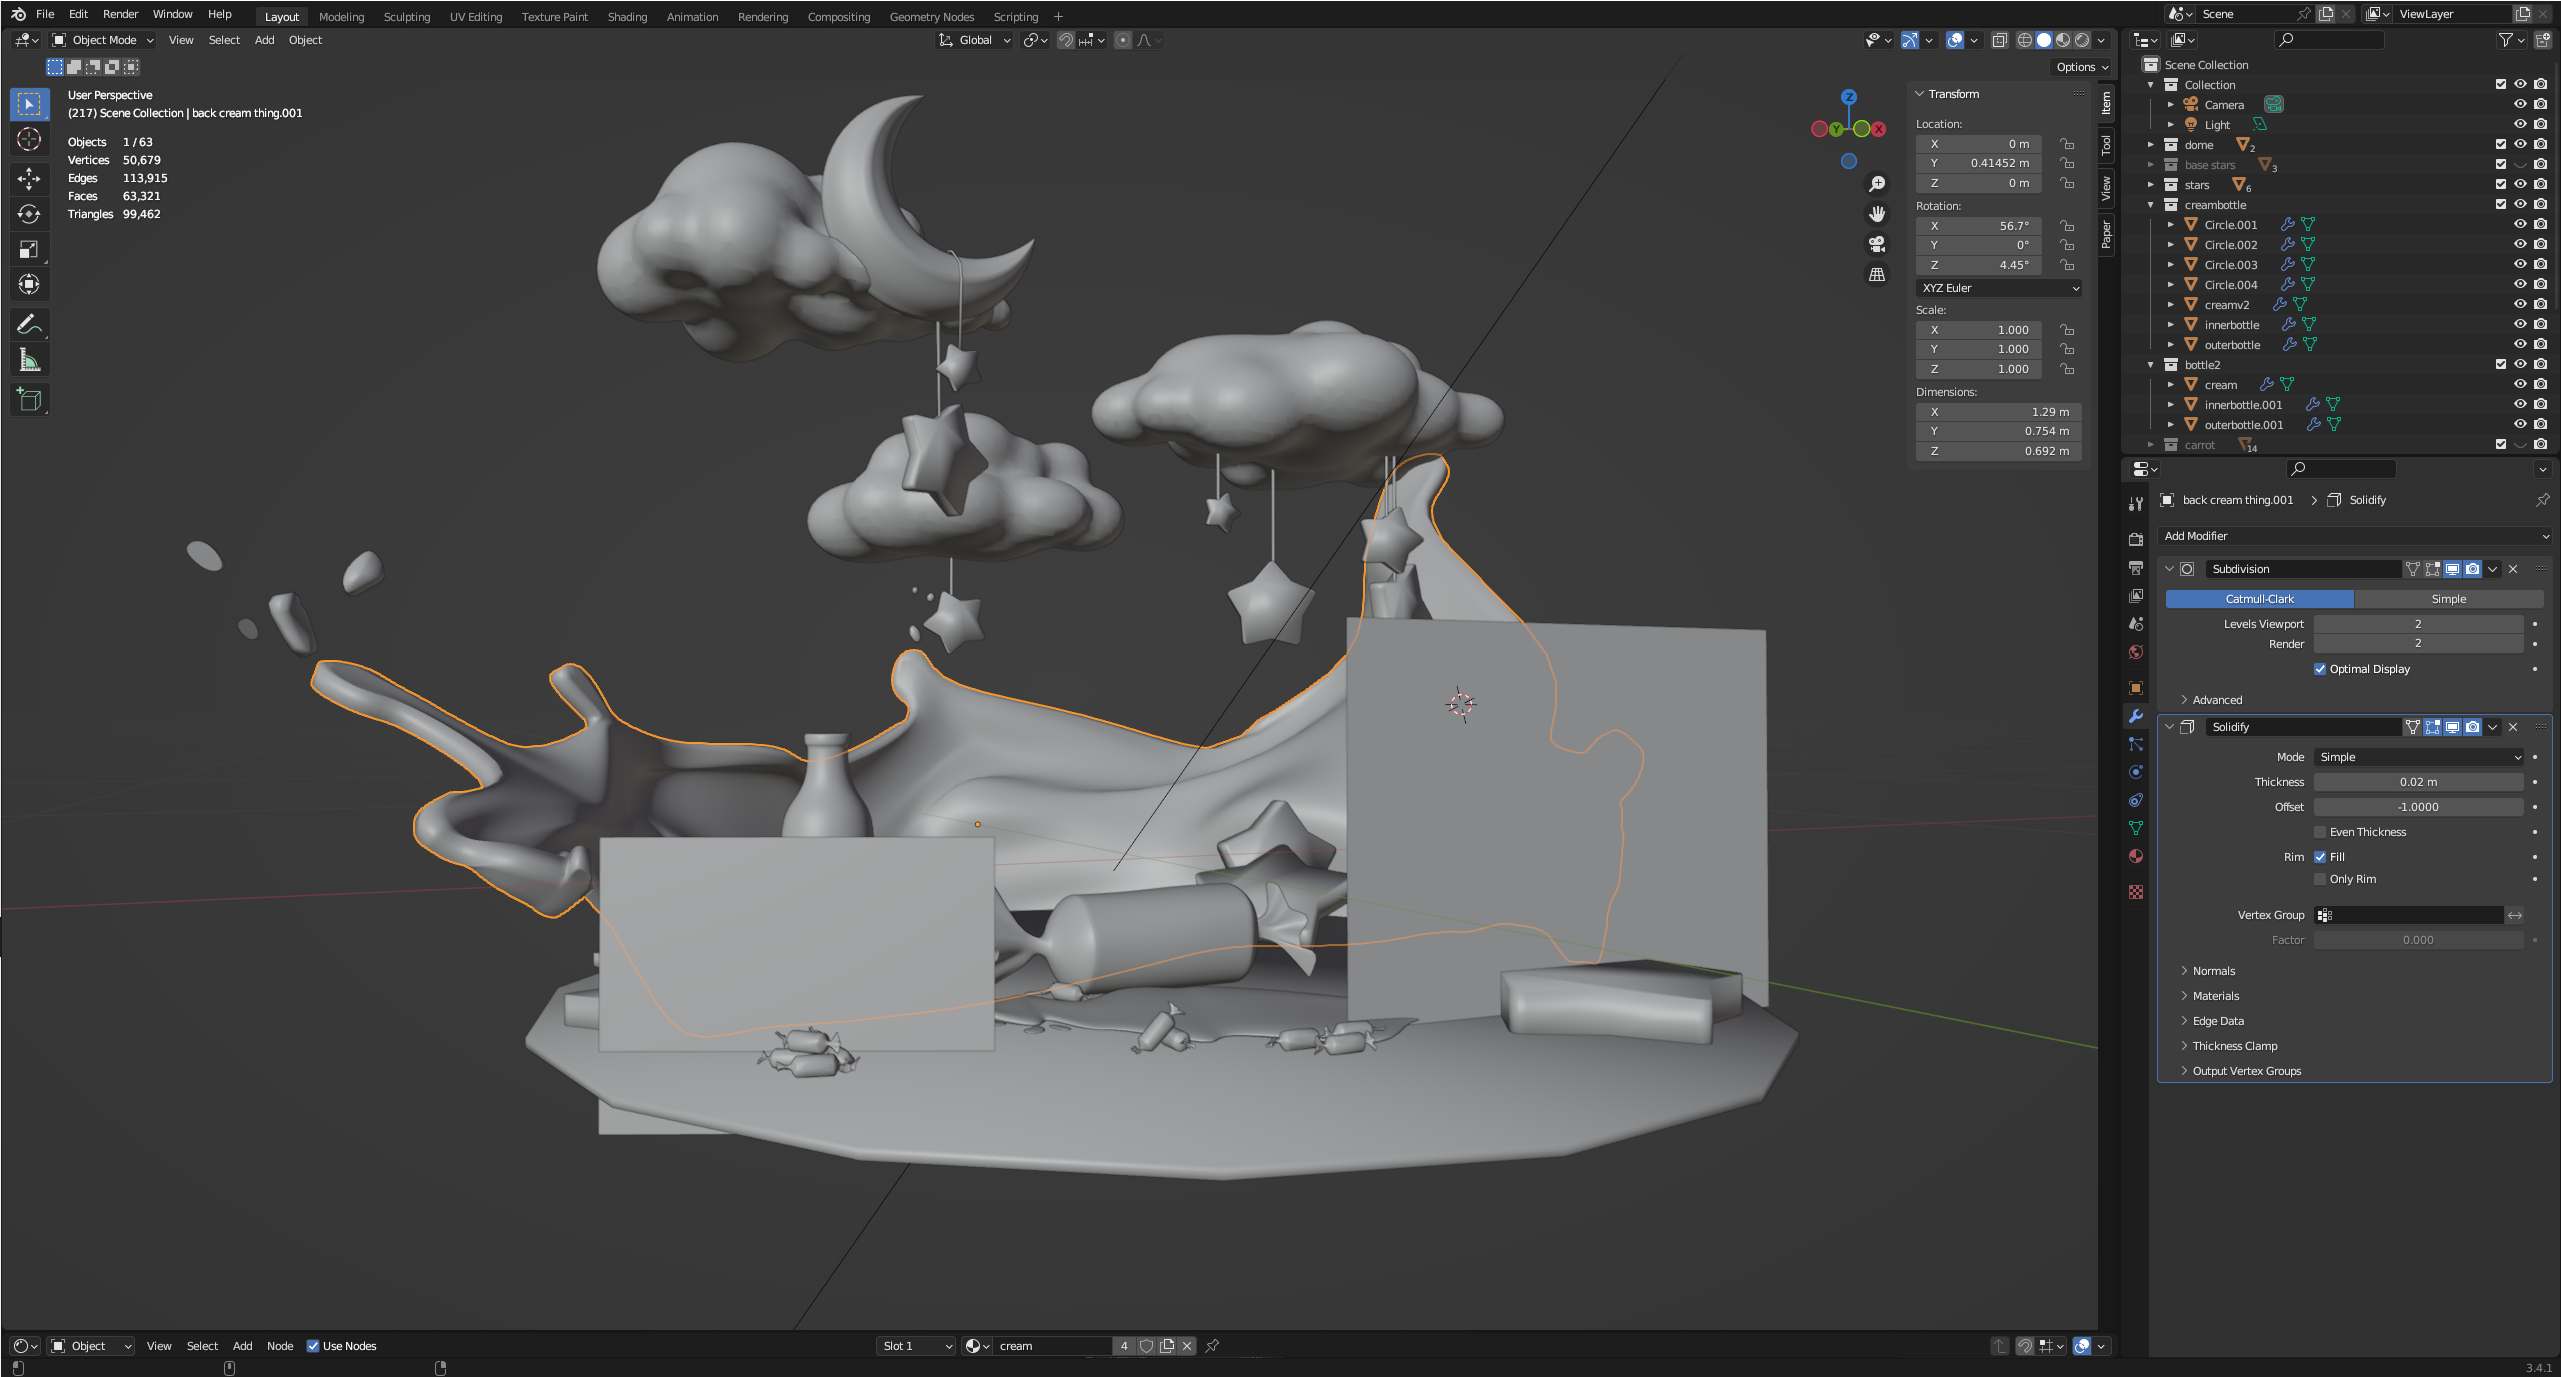 File Edit Render Window Help Layout Modeling Sculpting UV Editing Texture Paint Shading Animation Rendering Compositing Geometry Nodes Scripting + Scene ViewLayer
Object Mode View Select Add Object Global
Options
User Perspective
(217) Scene Collection | back cream thing.001
Objects 1 / 63
Vertices 50,679
Edges 113,915
Faces 63,321
Triangles 99,462
Z
Y X
Transform
Location:
X 0 m
Y 0.41452 m
Z 0 m
Rotation:
X 56.7°
Y 0°
Z 4.45°
XYZ Euler
Scale:
X 1.000
Y 1.000
Z 1.000
Dimensions:
X 1.29 m
Y 0.754 m
Z 0.692 m
Item
Tool
View
Paper
Scene Collection
Collection
Camera
Light
dome 2
base stars 3
stars 6
creambottle
Circle.001
Circle.002
Circle.003
Circle.004
creamv2
innerbottle
outerbottle
bottle2
cream
innerbottle.001
outerbottle.001
carrot 14
back cream thing.001 > Solidify
Add Modifier
Subdivision
Catmull-Clark Simple
Levels Viewport 2
Render 2
Optimal Display
Advanced
Solidify
Mode Simple
Thickness 0.02 m
Offset -1.0000
Even Thickness
Rim Fill
Only Rim
Vertex Group
Factor 0.000
Normals
Materials
Edge Data
Thickness Clamp
Output Vertex Groups
Object View Select Add Node Use Nodes Slot 1 cream 4
3.4.1